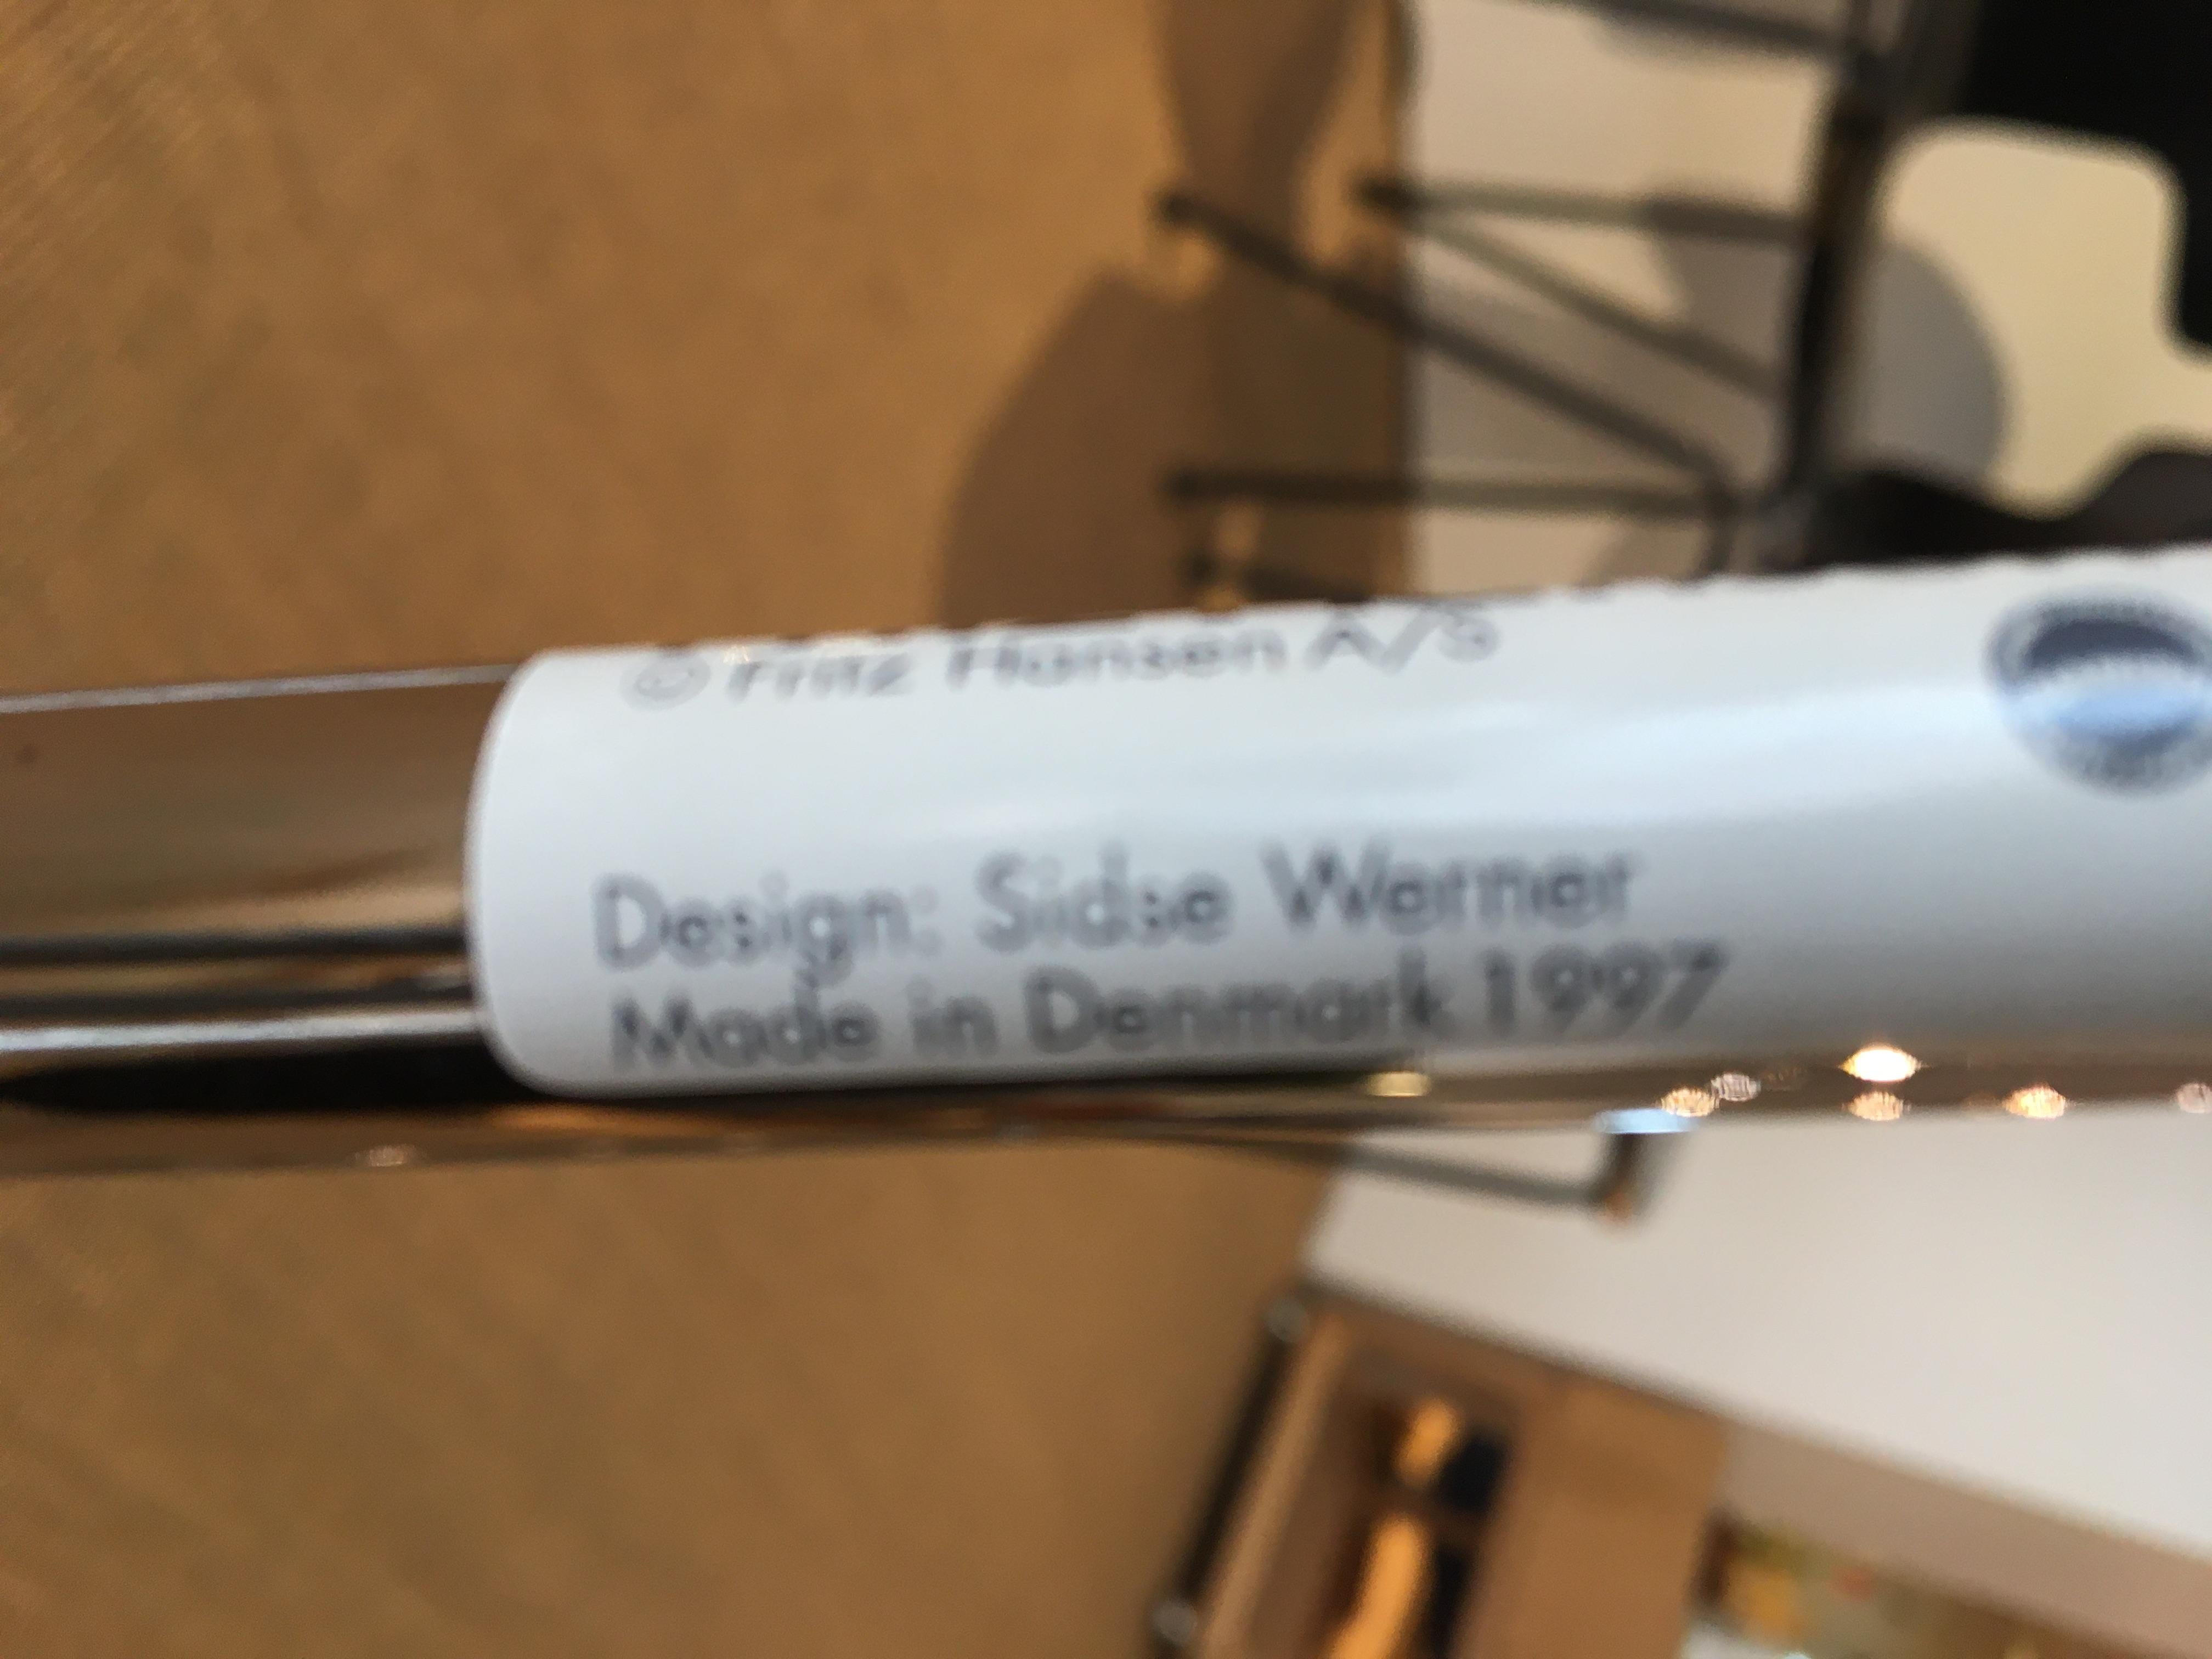 © Fritz Hansen A/S
Design: Sidse Werner
Made in Denmark 1997